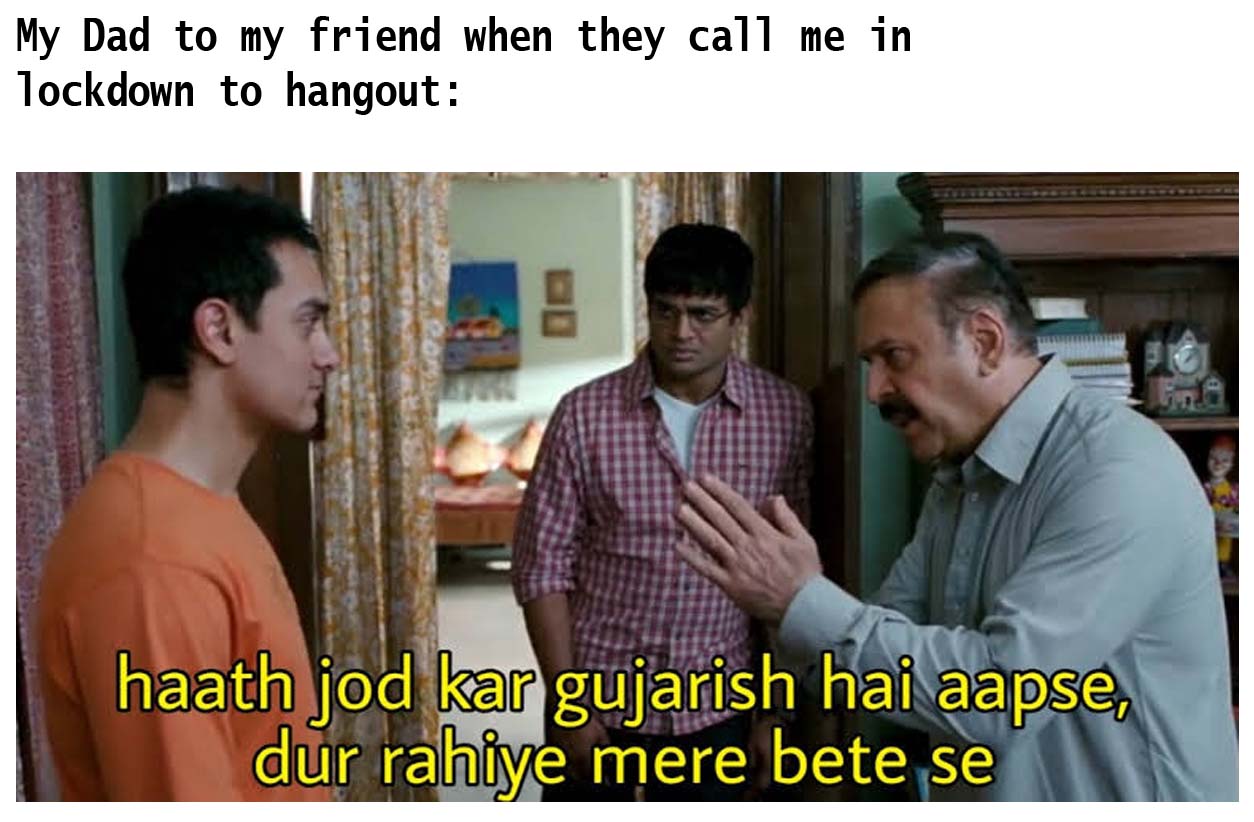 My Dad to my friend when they call me in
lockdown to hangout:
haath jod kar gujarish hai aapse,
dur rahiye mere bete se